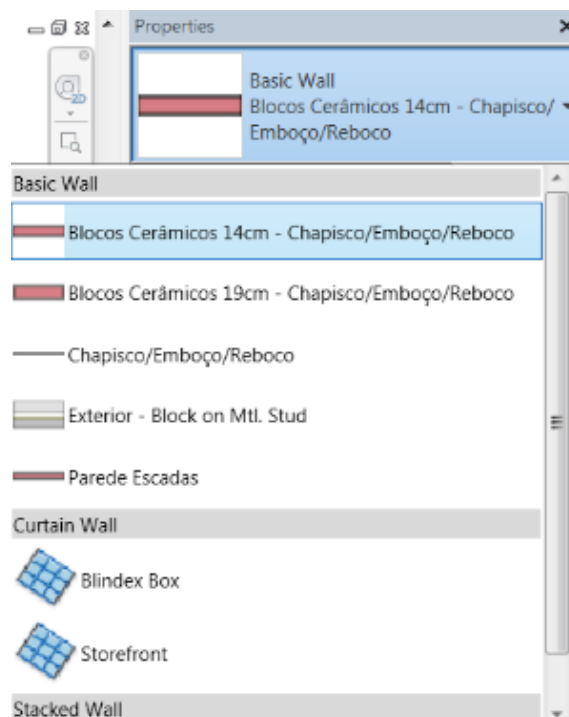 Properties
2D
Basic Wall
Blocos Cerâmicos 14cm - Chapisco/
Emboço/Reboco
Basic Wall
Blocos Cerâmicos 14cm - Chapisco/Emboço/Reboco
Blocos Cerâmicos 19cm - Chapisco/Emboço/Reboco
Chapisco/Emboço/Reboco
Exterior - Block on Mtl. Stud
Parede Escadas
Curtain Wall
Blindex Box
Storefront
Stacked Wall